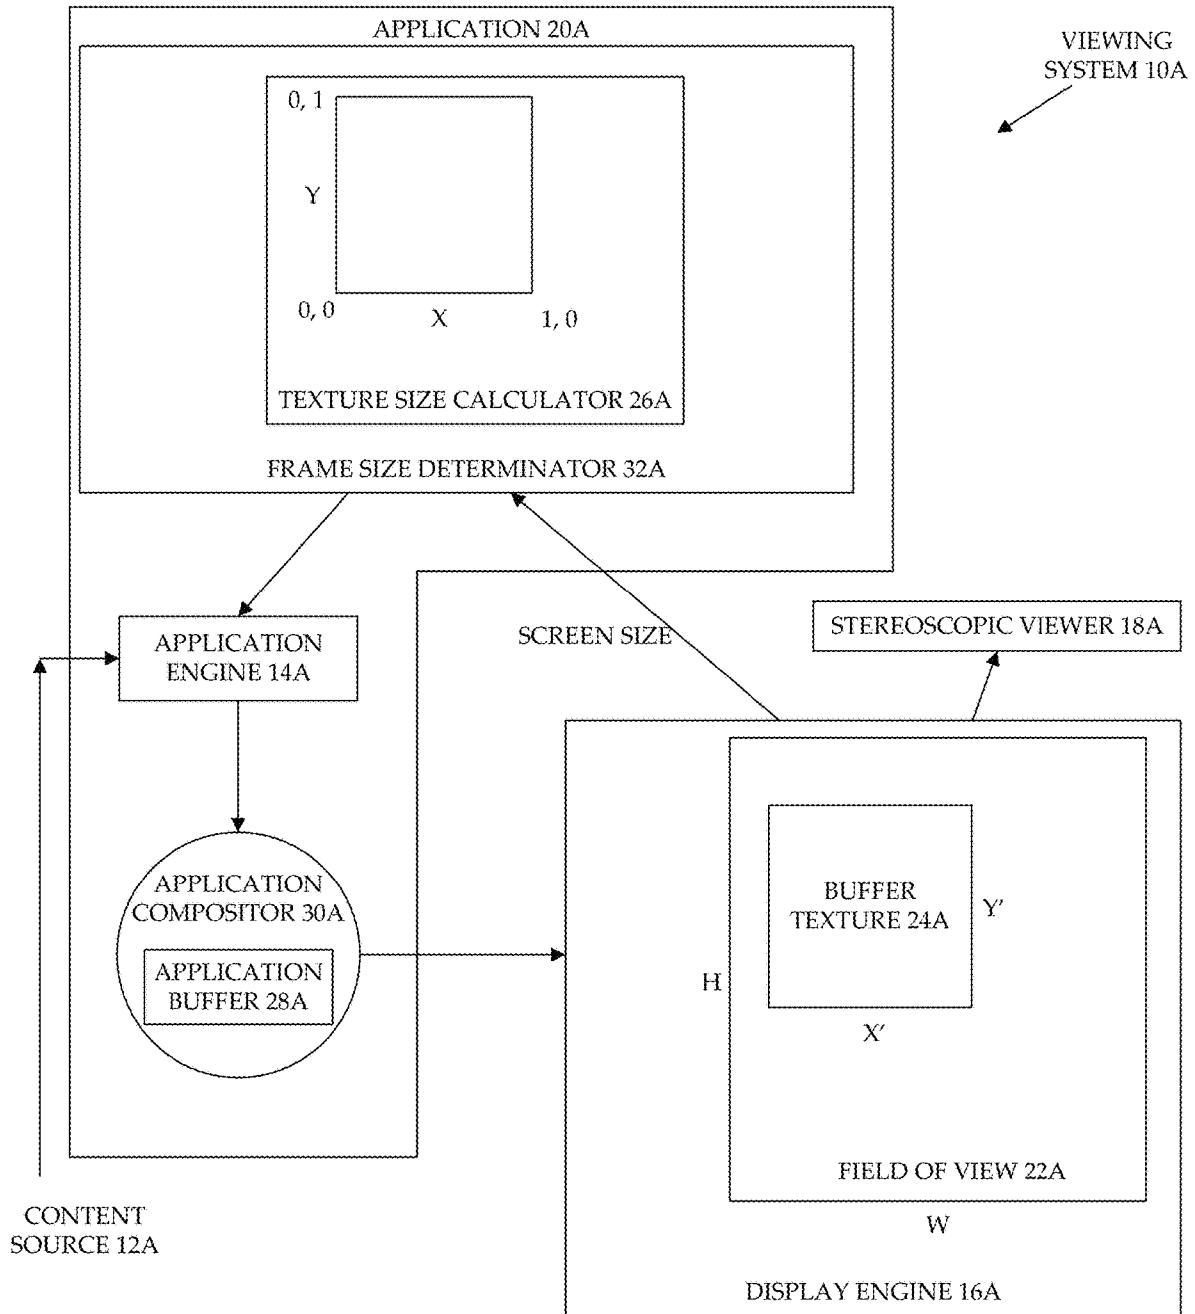 APPLICATION 20A
VIEWING
SYSTEM 10A
0, 1
Y
0, 0
X
1, 0
TEXTURE SIZE CALCULATOR 26A
FRAME SIZE DETERMINATOR 32A
APPLICATION
ENGINE 14A
SCREEN SIZE
STEREOSCOPIC VIEWER 18A
APPLICATION
COMPOSITOR 30A
APPLICATION
BUFFER 28A
BUFFER
TEXTURE 24A
Y'
H
X'
FIELD OF VIEW 22A
W
CONTENT
SOURCE 12A
DISPLAY ENGINE 16A